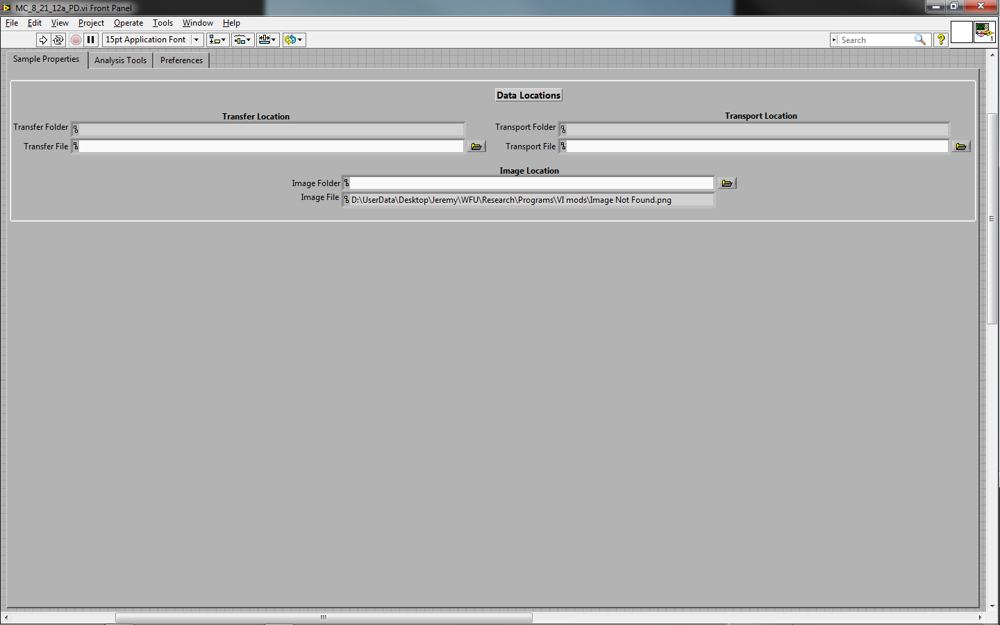 MC_8_21_12a_PD.vi Front Panel
File Edit View Project Operate Tools Window Help
15pt Application Font
Search
?
1
Sample Properties Analysis Tools Preferences
Data Locations
Transfer Location
Transfer Folder
Transfer File
Transport Location
Transport Folder
Transport File
Image Location
Image Folder
Image File D:\UserData\Desktop\Jeremy\WFU\Research\Programs\VI mods\Image Not Found.png